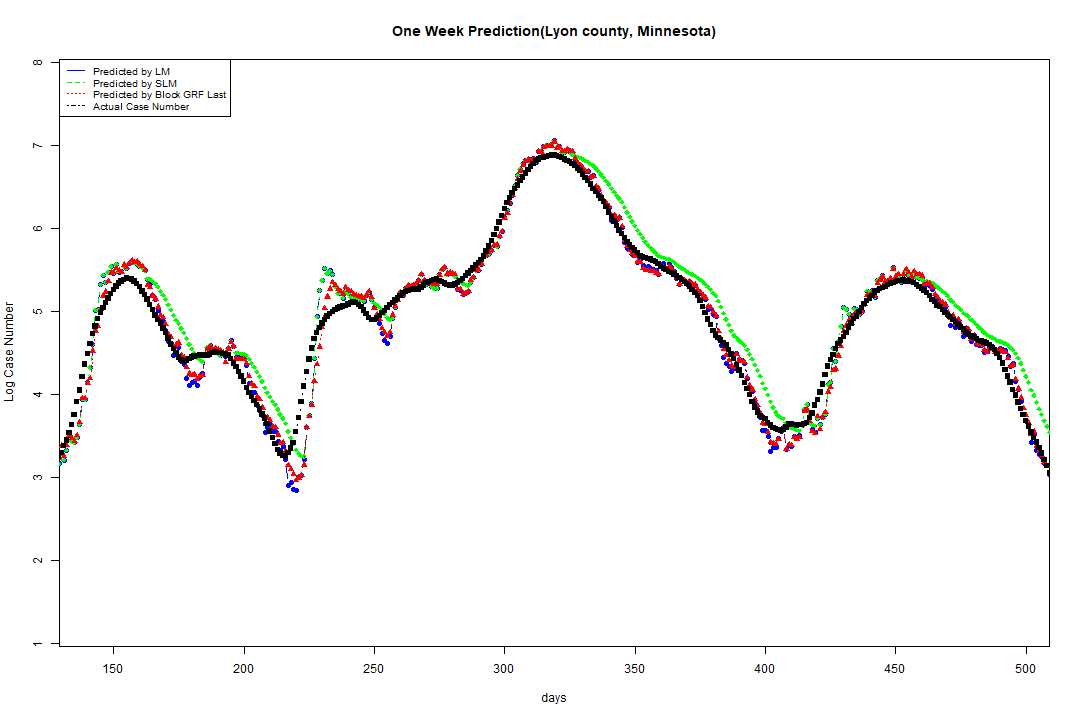 One Week Prediction(Lyon county, Minnesota)
Predicted by LM
Predicted by SLM
Predicted by Block GRF Last
Actual Case Number
8
7
6
5
4
3
2
1
Log Case Number
150 200 250 300 350 400 450 500
days